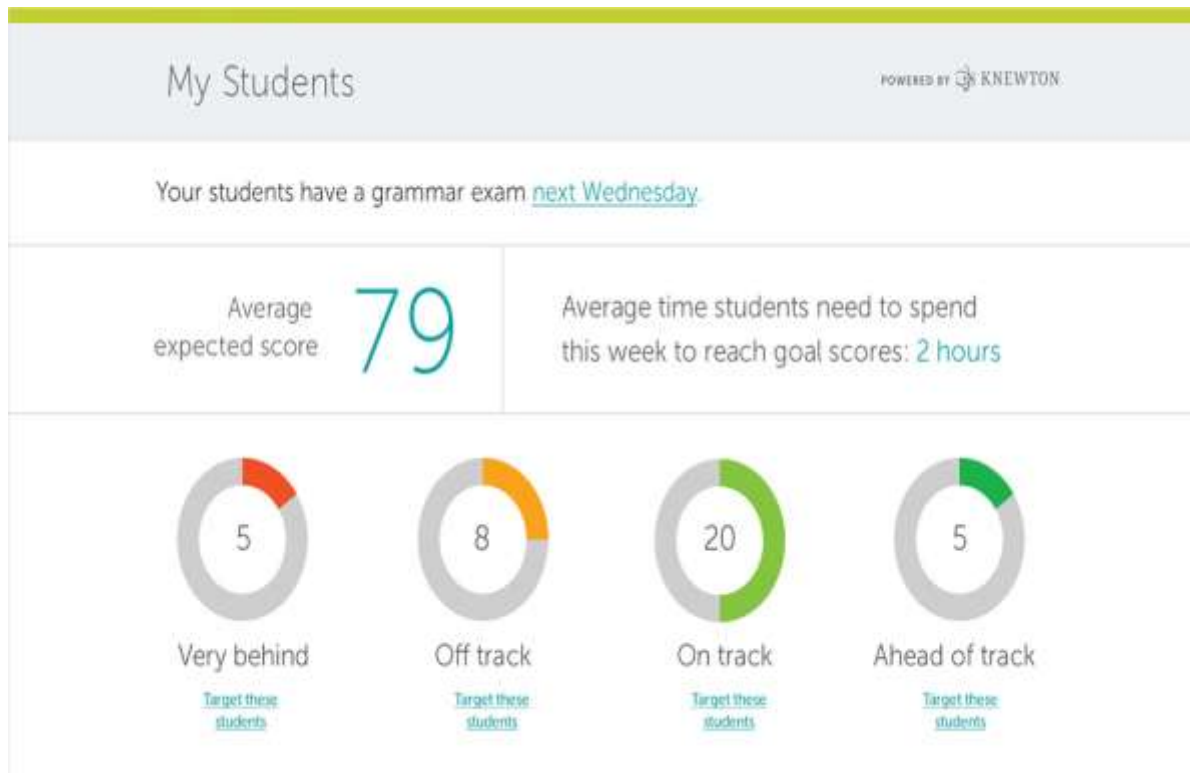 My Students
POWERED BY KNEWTON
Your students have a grammar exam next Wednesday.
Average
expected score
79
Average time students need to spend
this week to reach goal scores: 2 hours
5
8
20
5
Very behind
Off track
On track
Ahead of track
Target these
students
Target these
students
Target these
students
Target these
students